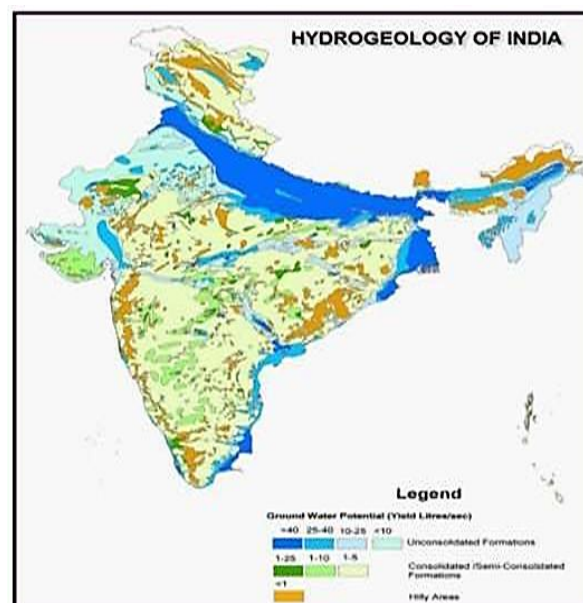 HYDROGEOLOGY OF INDIA
Legend
Ground Water Potential (Yield Litres/sec)
>40 25-40 10-25 <10
Unconsolidated Formations
1-25 1-10 1-5
Consolidated /Semi-Consolidated
Formations
<1
Hilly Areas